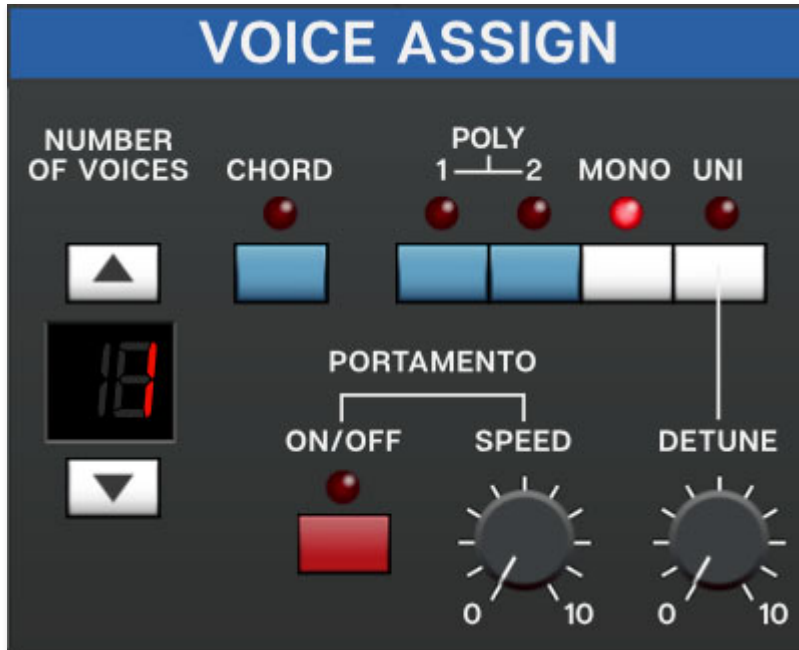 VOICE ASSIGN
NUMBER
OF VOICES
CHORD
POLY
1 2
MONO
UNI
1
PORTAMENTO
ON/OFF
SPEED
DETUNE
0 10
0 10